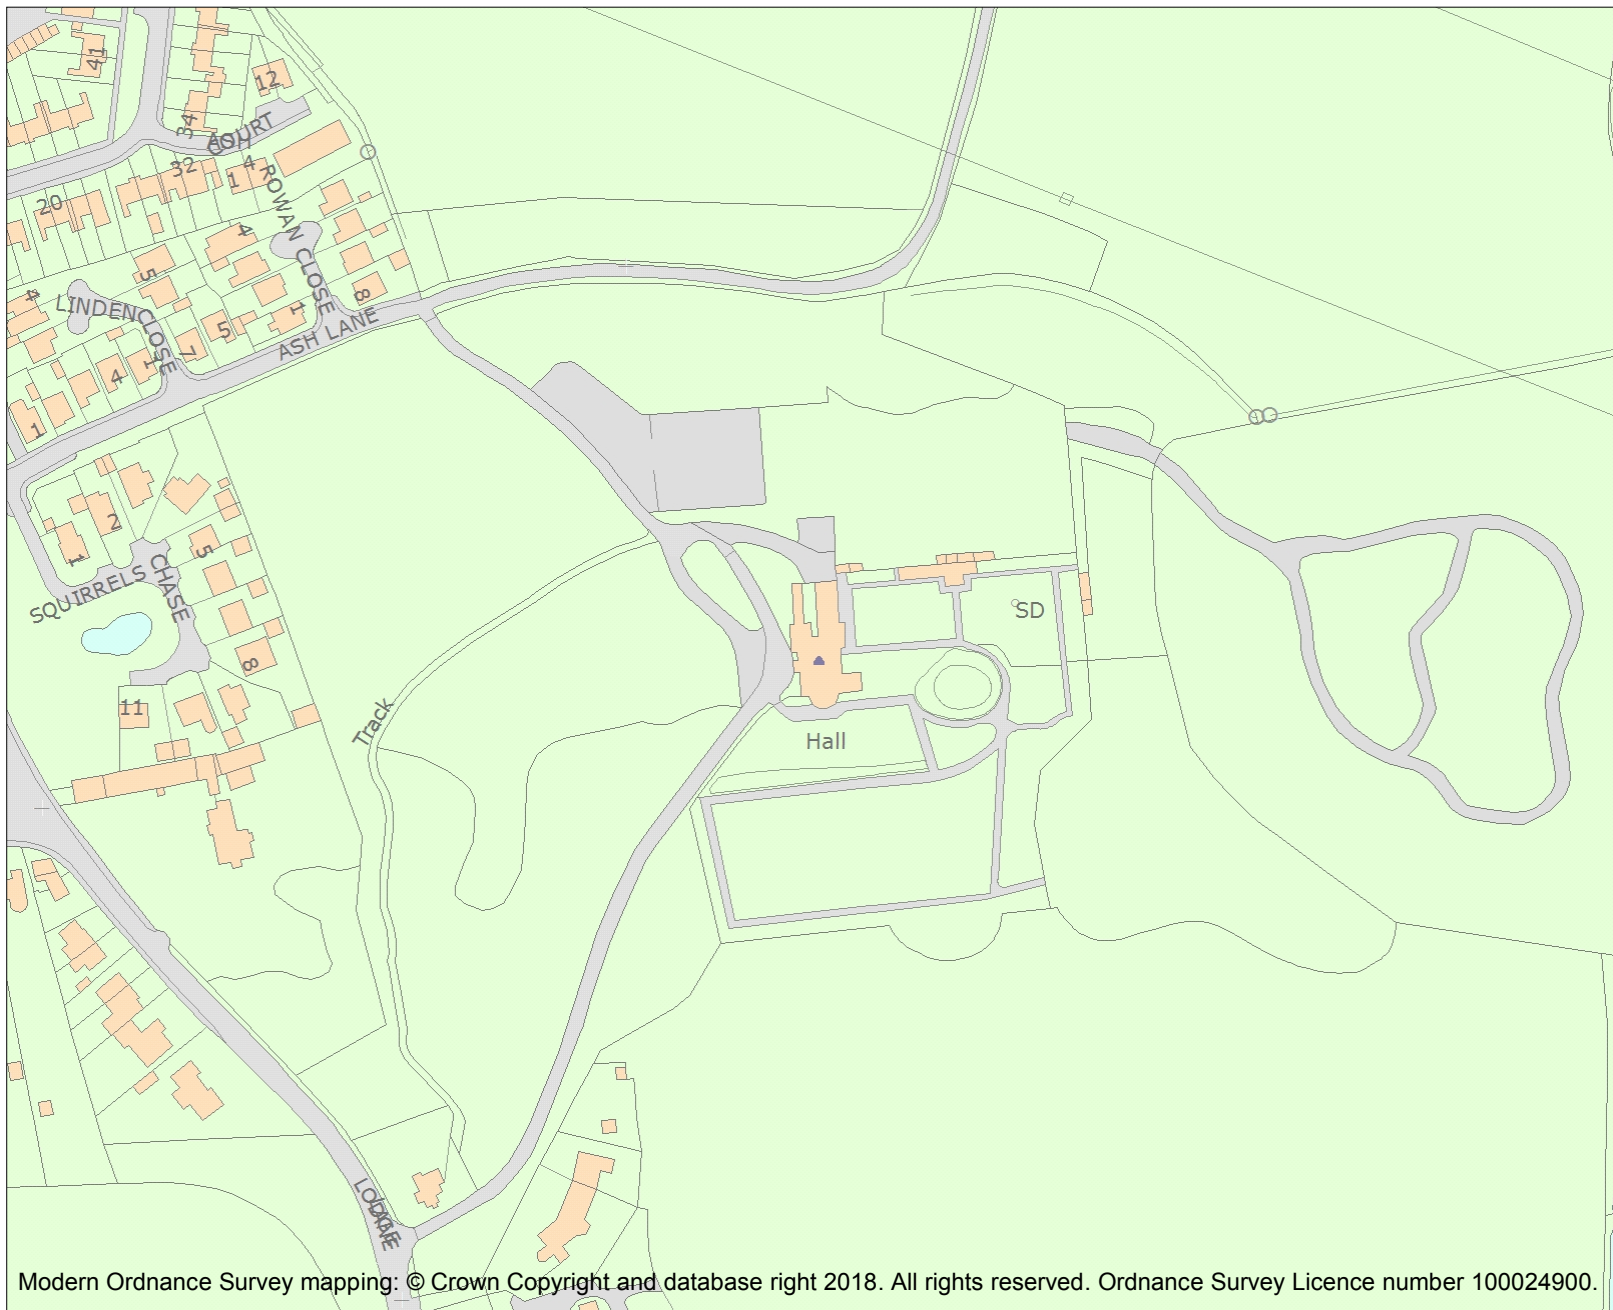 41
12
34
COURT
32
4
1
20
ROWAN CLOSE
4
5
4
LINDEN CLOSE
8
1
5
ASH LANE
7
1
4
1
2
1
5
CHASE
SQUIRRELS
8
11
Track
SD
Hall
LODGE
LANE
Modern Ordnance Survey mapping: © Crown Copyright and database right 2018. All rights reserved. Ordnance Survey Licence number 100024900.